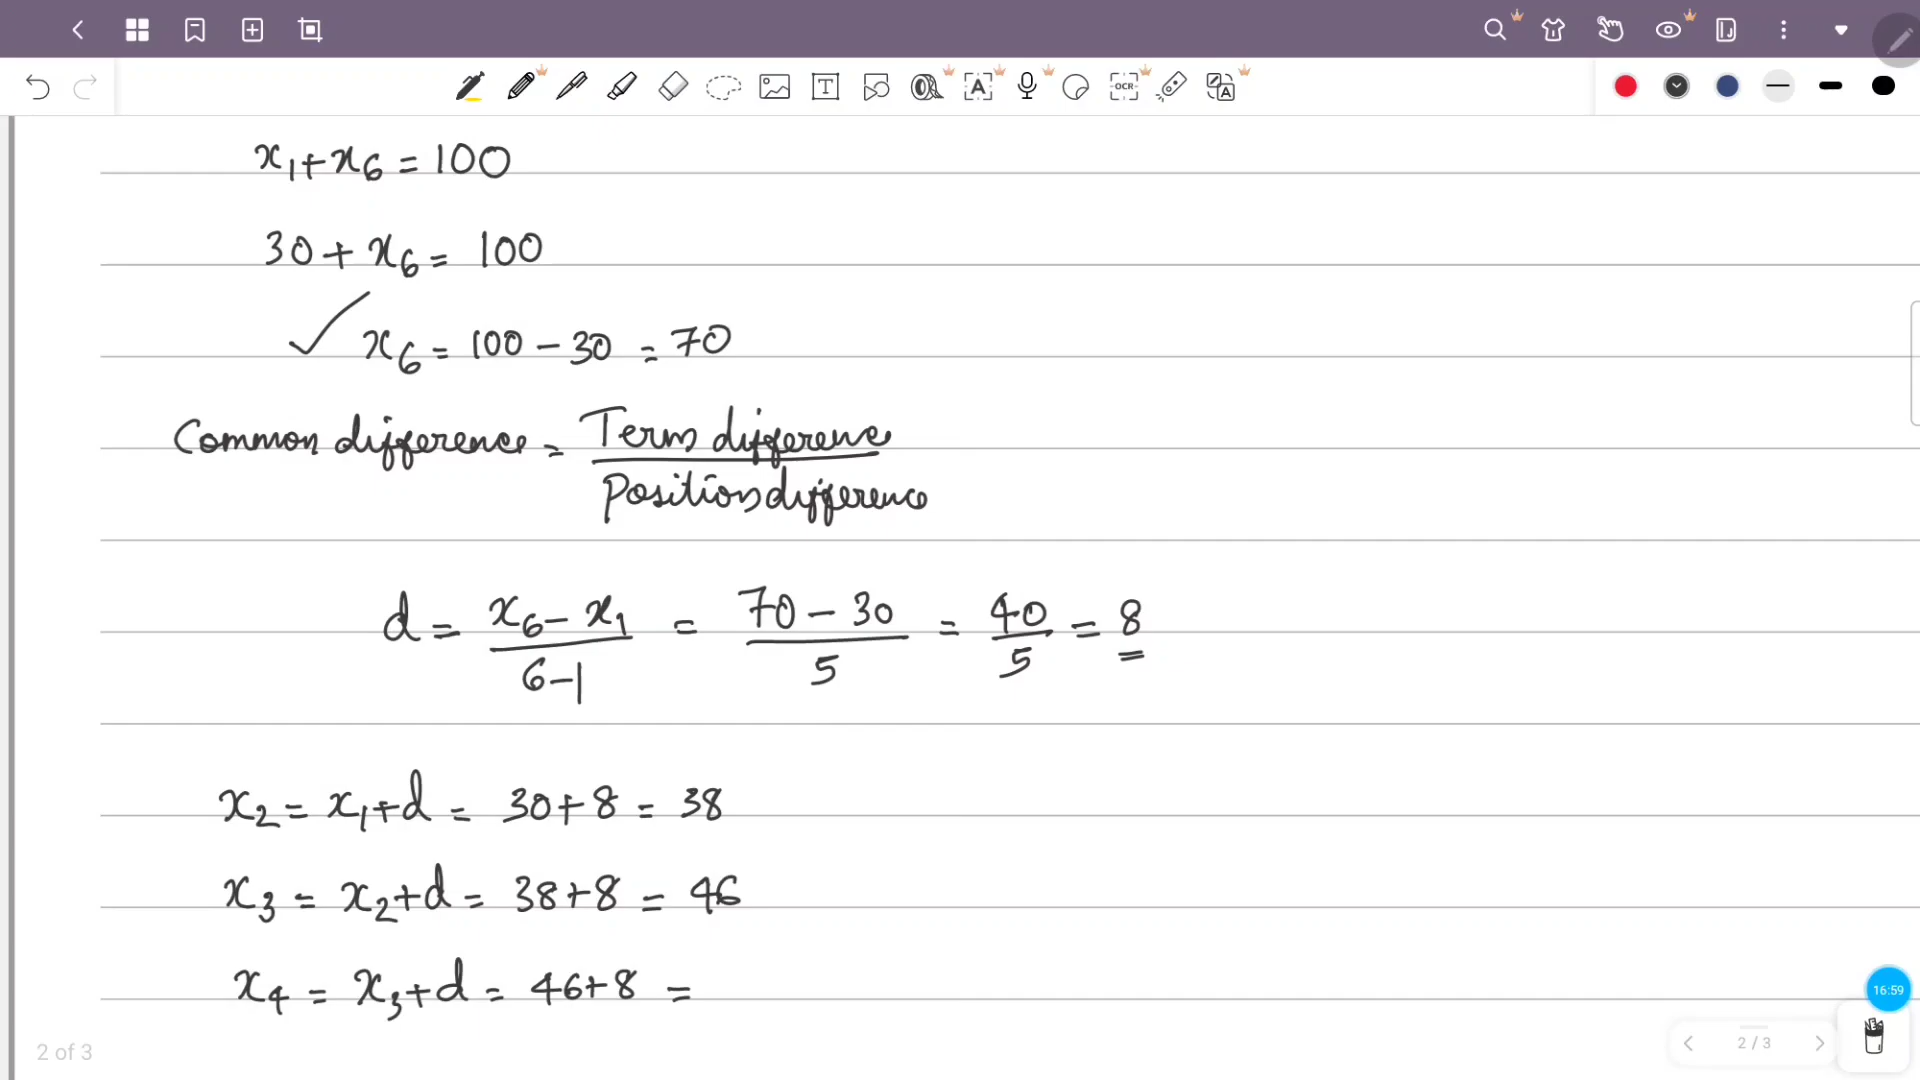 x₁+x₆ = 100
30 + x₆ = 100
✓ x₆ = 100 – 30 = 70
Common difference = Term difference / Position difference
d = x₆ – x₁ / 6–1 = 70 – 30 / 5 = 40 / 5 = 8
x₂ = x₁+d = 30+8 = 38
x₃ = x₂+d = 38+8 = 46
x₄ = x₃+d = 46+8 =
16:59
2 of 3
2 / 3